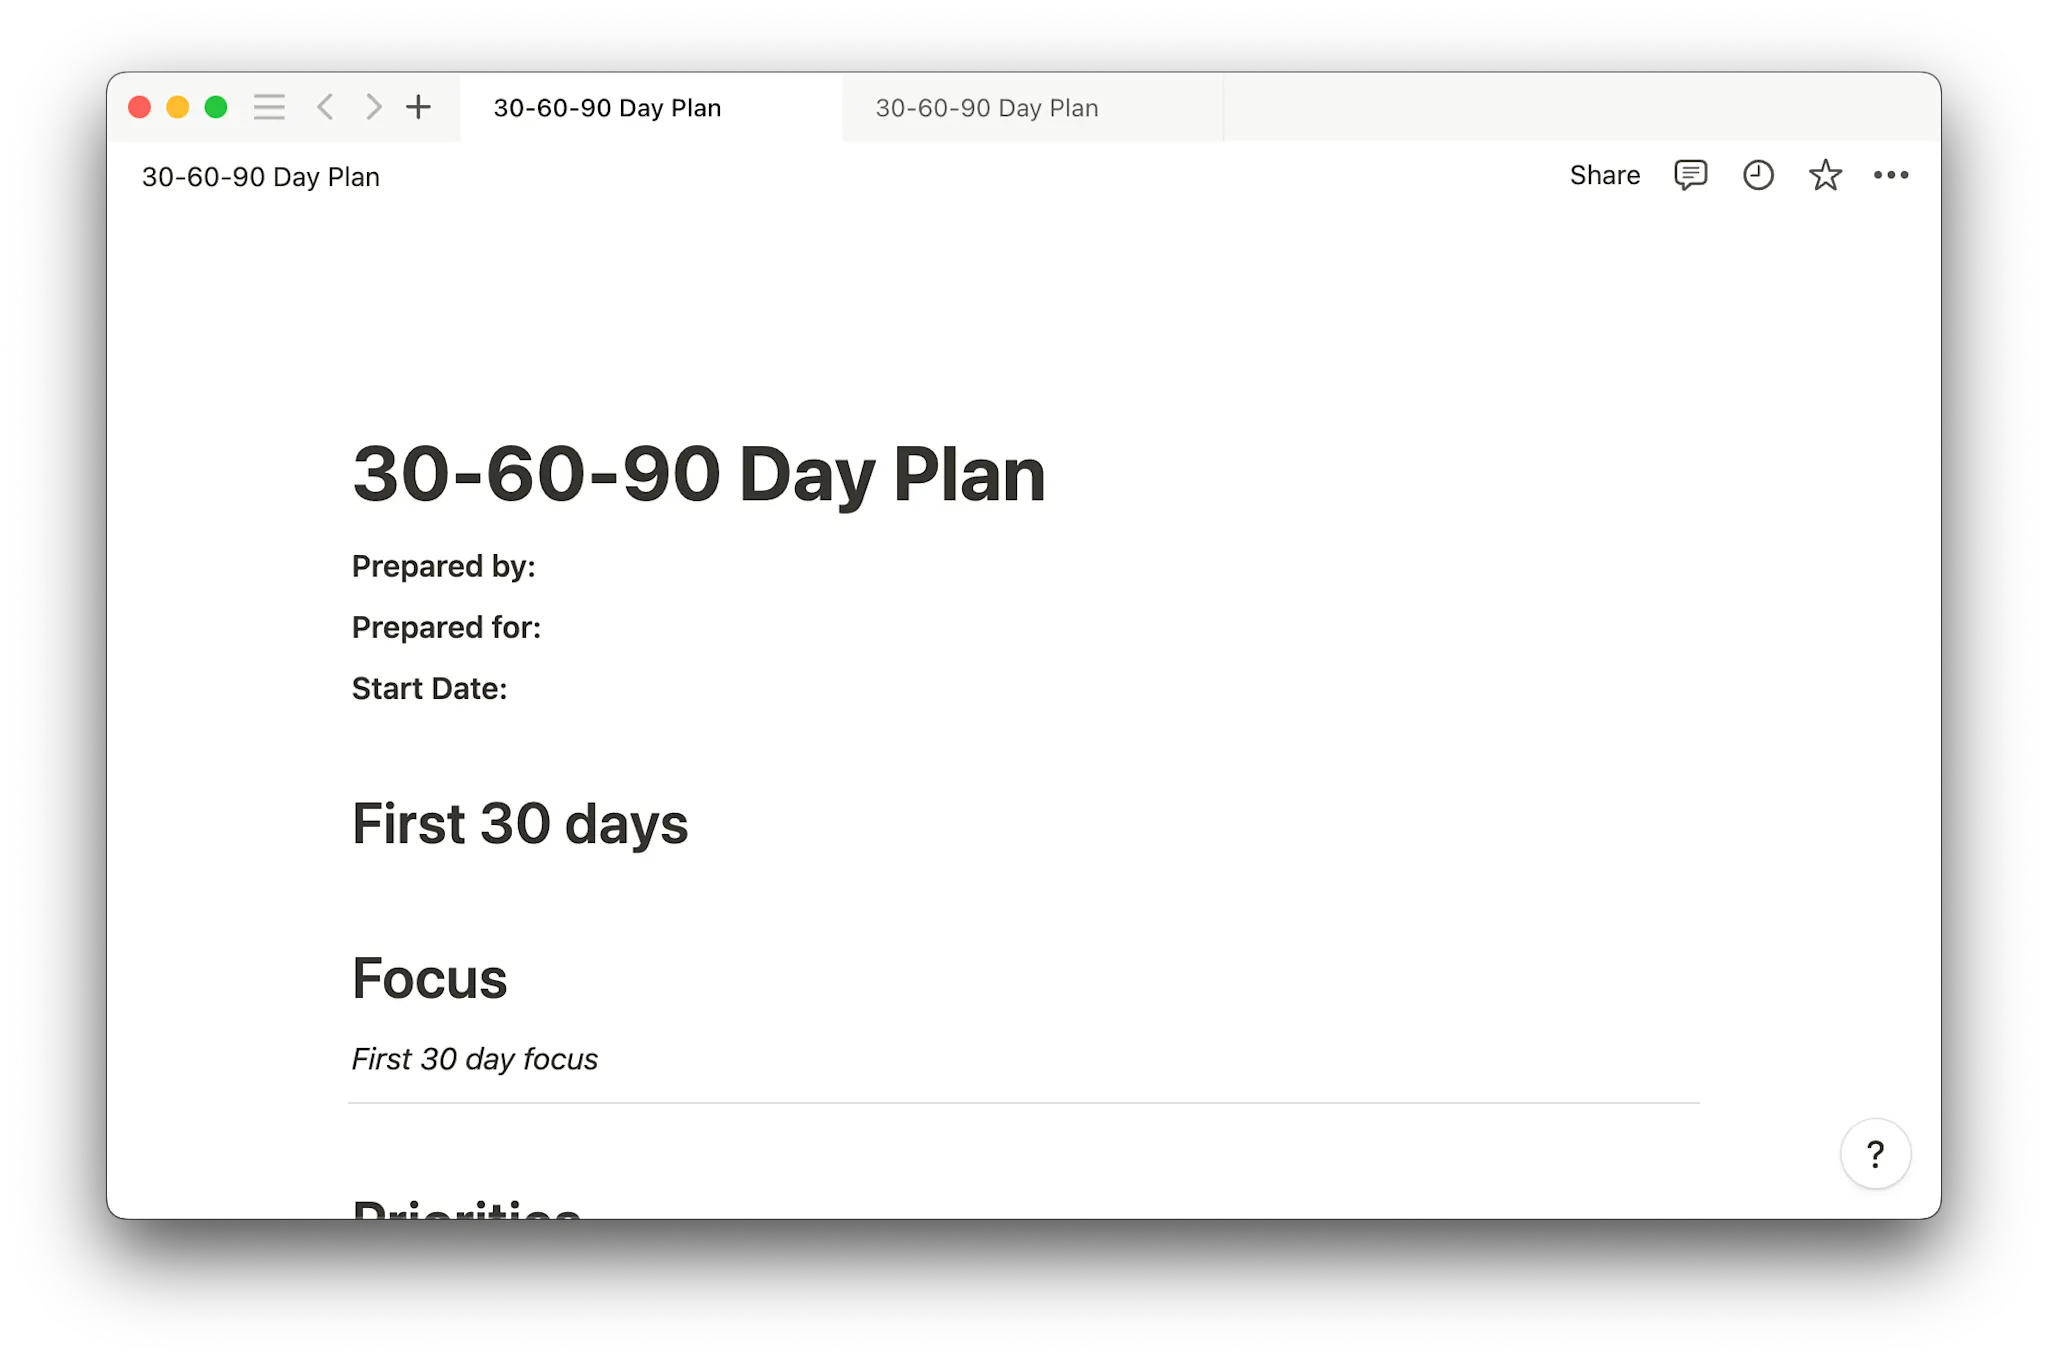 30-60-90 Day Plan
30-60-90 Day Plan
30-60-90 Day Plan
Share
30-60-90 Day Plan
Prepared by:
Prepared for:
Start Date:
First 30 days
Focus
First 30 day focus
?
Priorities